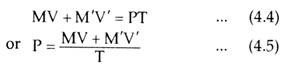 MV + M′V′ = PT ... (4.4)
or P = (MV + M′V′)/T ... (4.5)